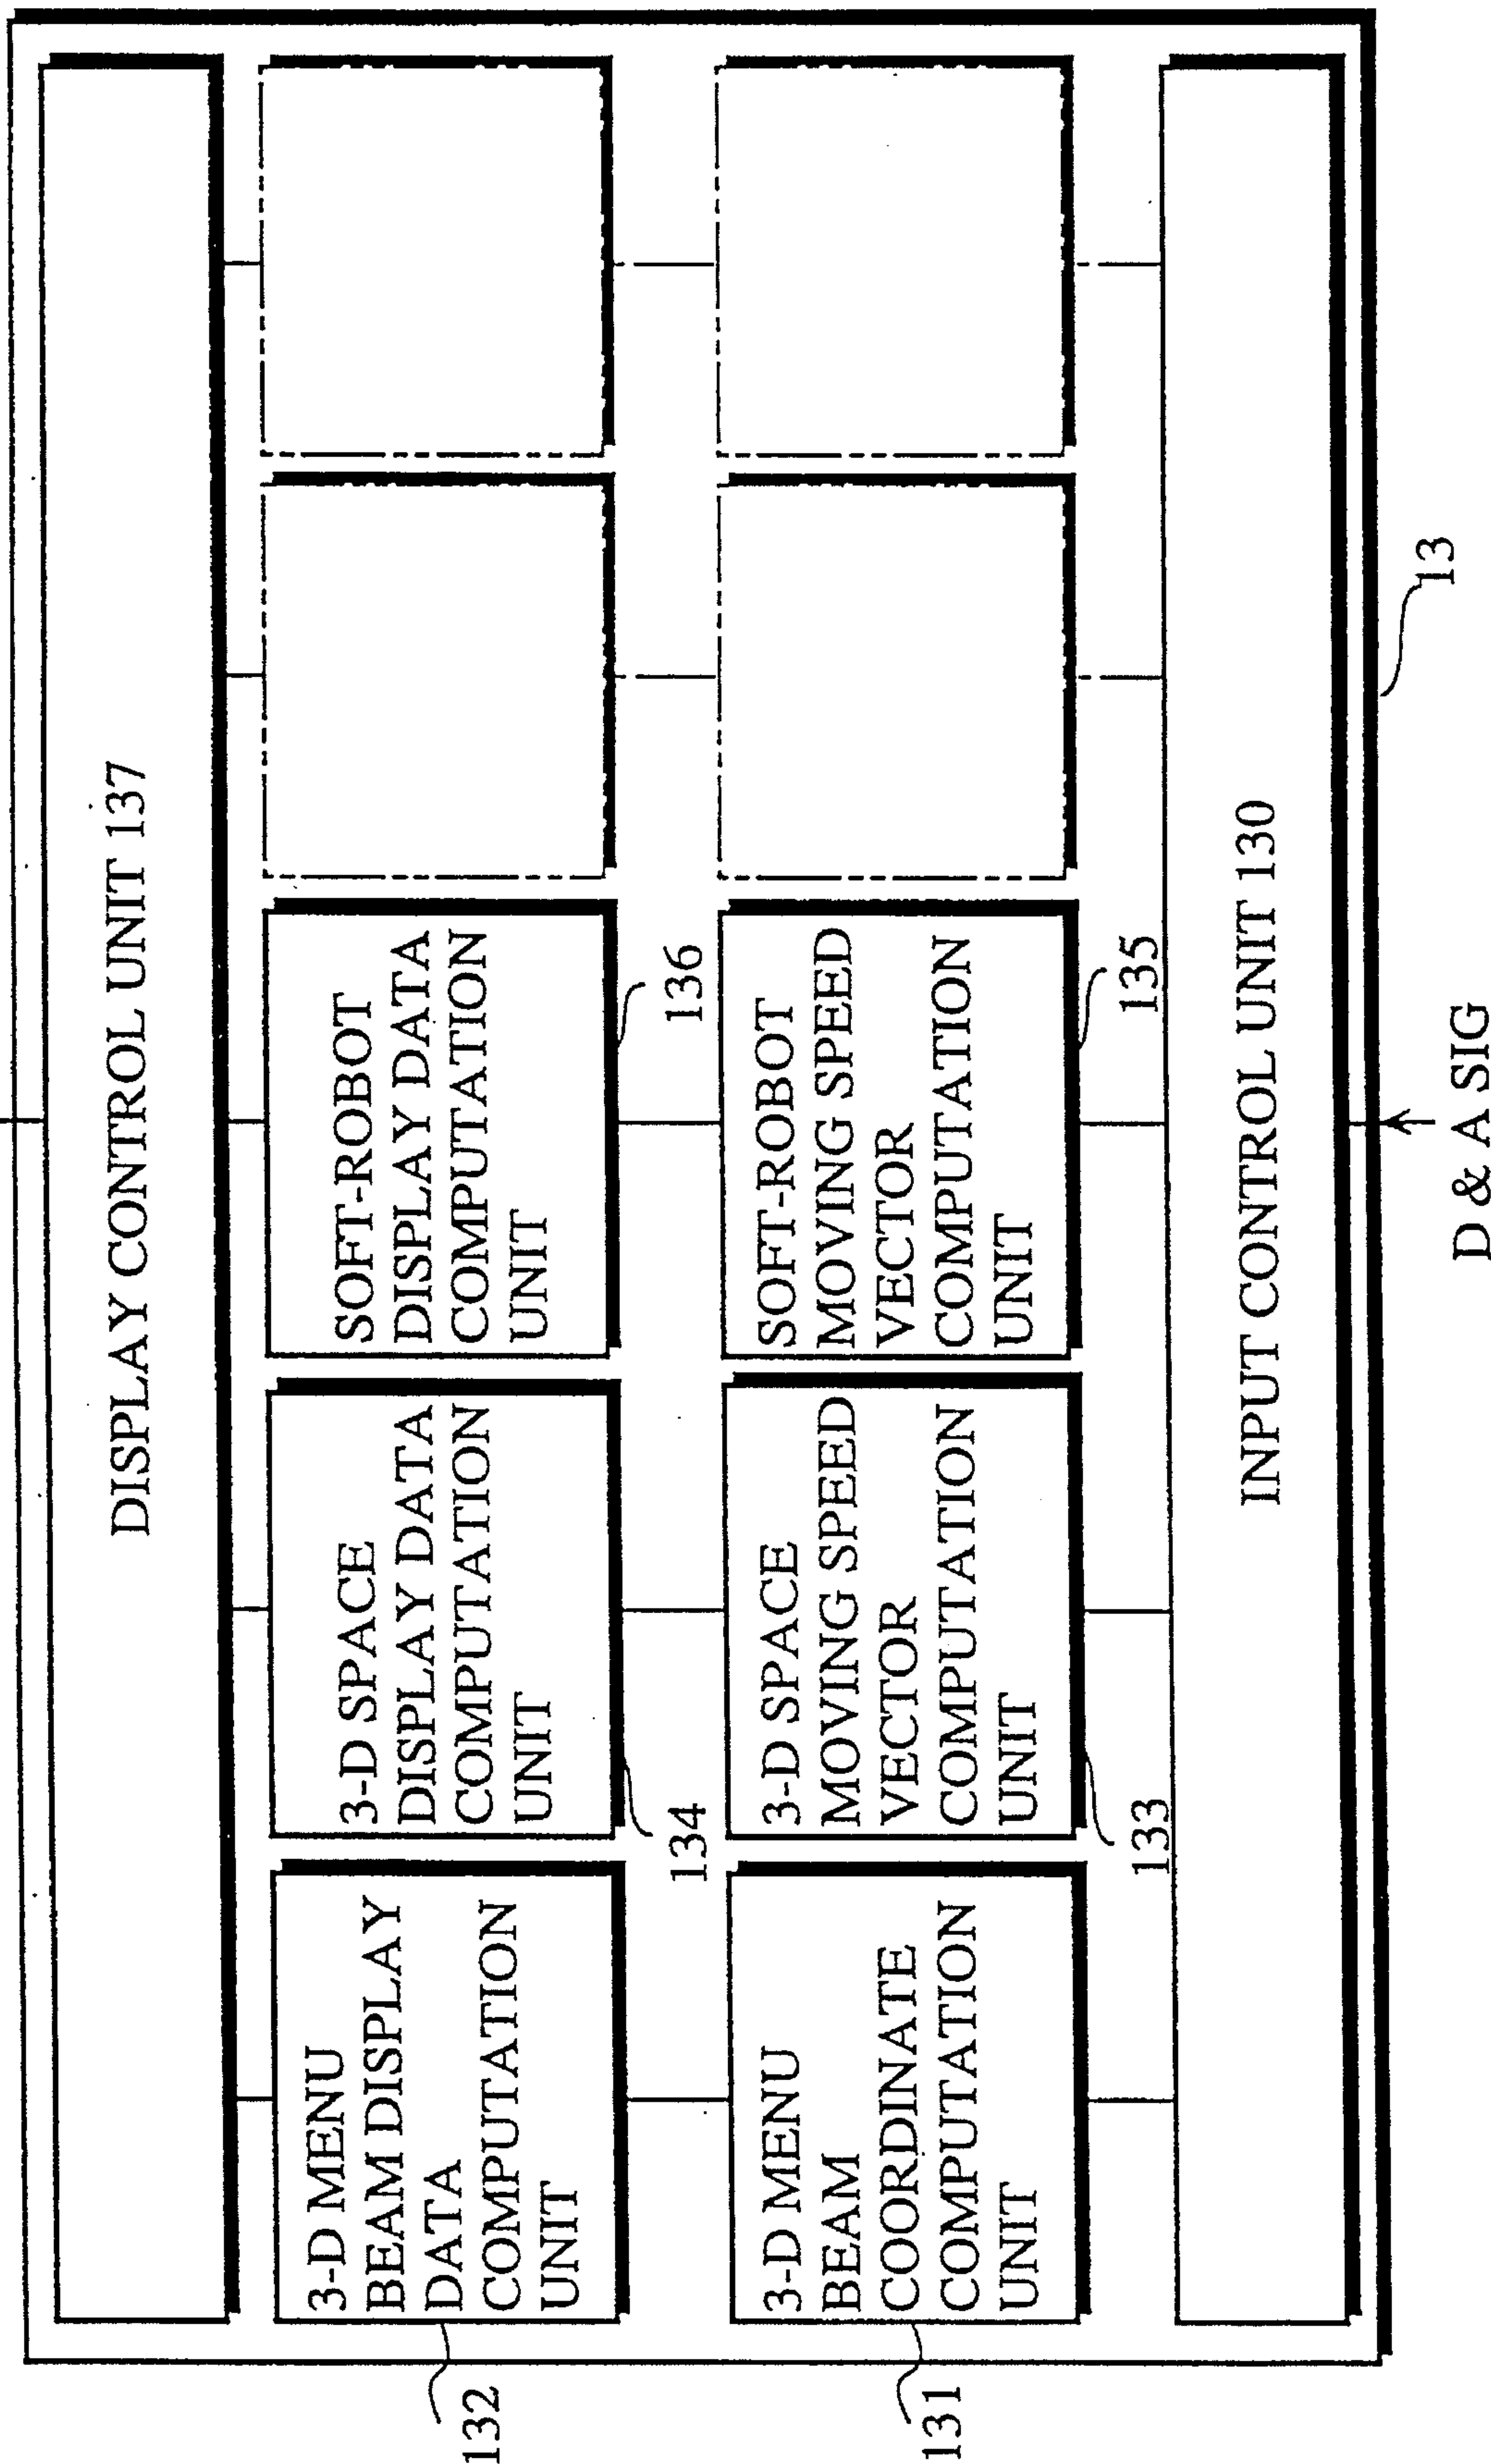 DISPLAY CONTROL UNIT 137
3-D MENU
BEAM DISPLAY
DATA
COMPUTATION
UNIT
132
3-D SPACE
DISPLAY DATA
COMPUTATION
UNIT
134
SOFT-ROBOT
DISPLAY DATA
COMPUTATION
UNIT
136
3-D MENU
BEAM
COORDINATE
COMPUTATION
UNIT
131
3-D SPACE
MOVING SPEED
VECTOR
COMPUTATION
UNIT
133
SOFT-ROBOT
MOVING SPEED
VECTOR
COMPUTATION
UNIT
135
INPUT CONTROL UNIT 130
13
D & A SIG